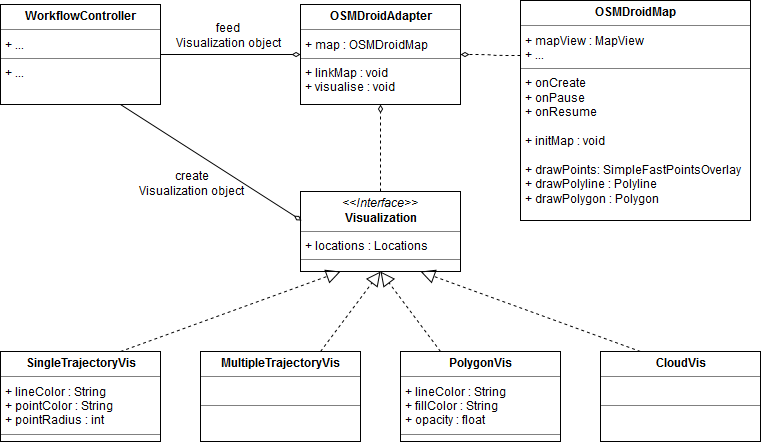 WorkflowController
+ ...
+ ...
feed
Visualization object
OSMDroidAdapter
+ map : OSMDroidMap
+ linkMap : void
+ visualise : void
OSMDroidMap
+ mapView : MapView
+ ...
+ onCreate
+ onPause
+ onResume
+ initMap : void
+ drawPoints: SimpleFastPointsOverlay
+ drawPolyline : Polyline
+ drawPolygon : Polygon
create
Visualization object
<<Interface>>
Visualization
+ locations : Locations
SingleTrajectoryVis
+ lineColor : String
+ pointColor : String
+ pointRadius : int
MultipleTrajectoryVis
PolygonVis
+ lineColor : String
+ fillColor : String
+ opacity : float
CloudVis